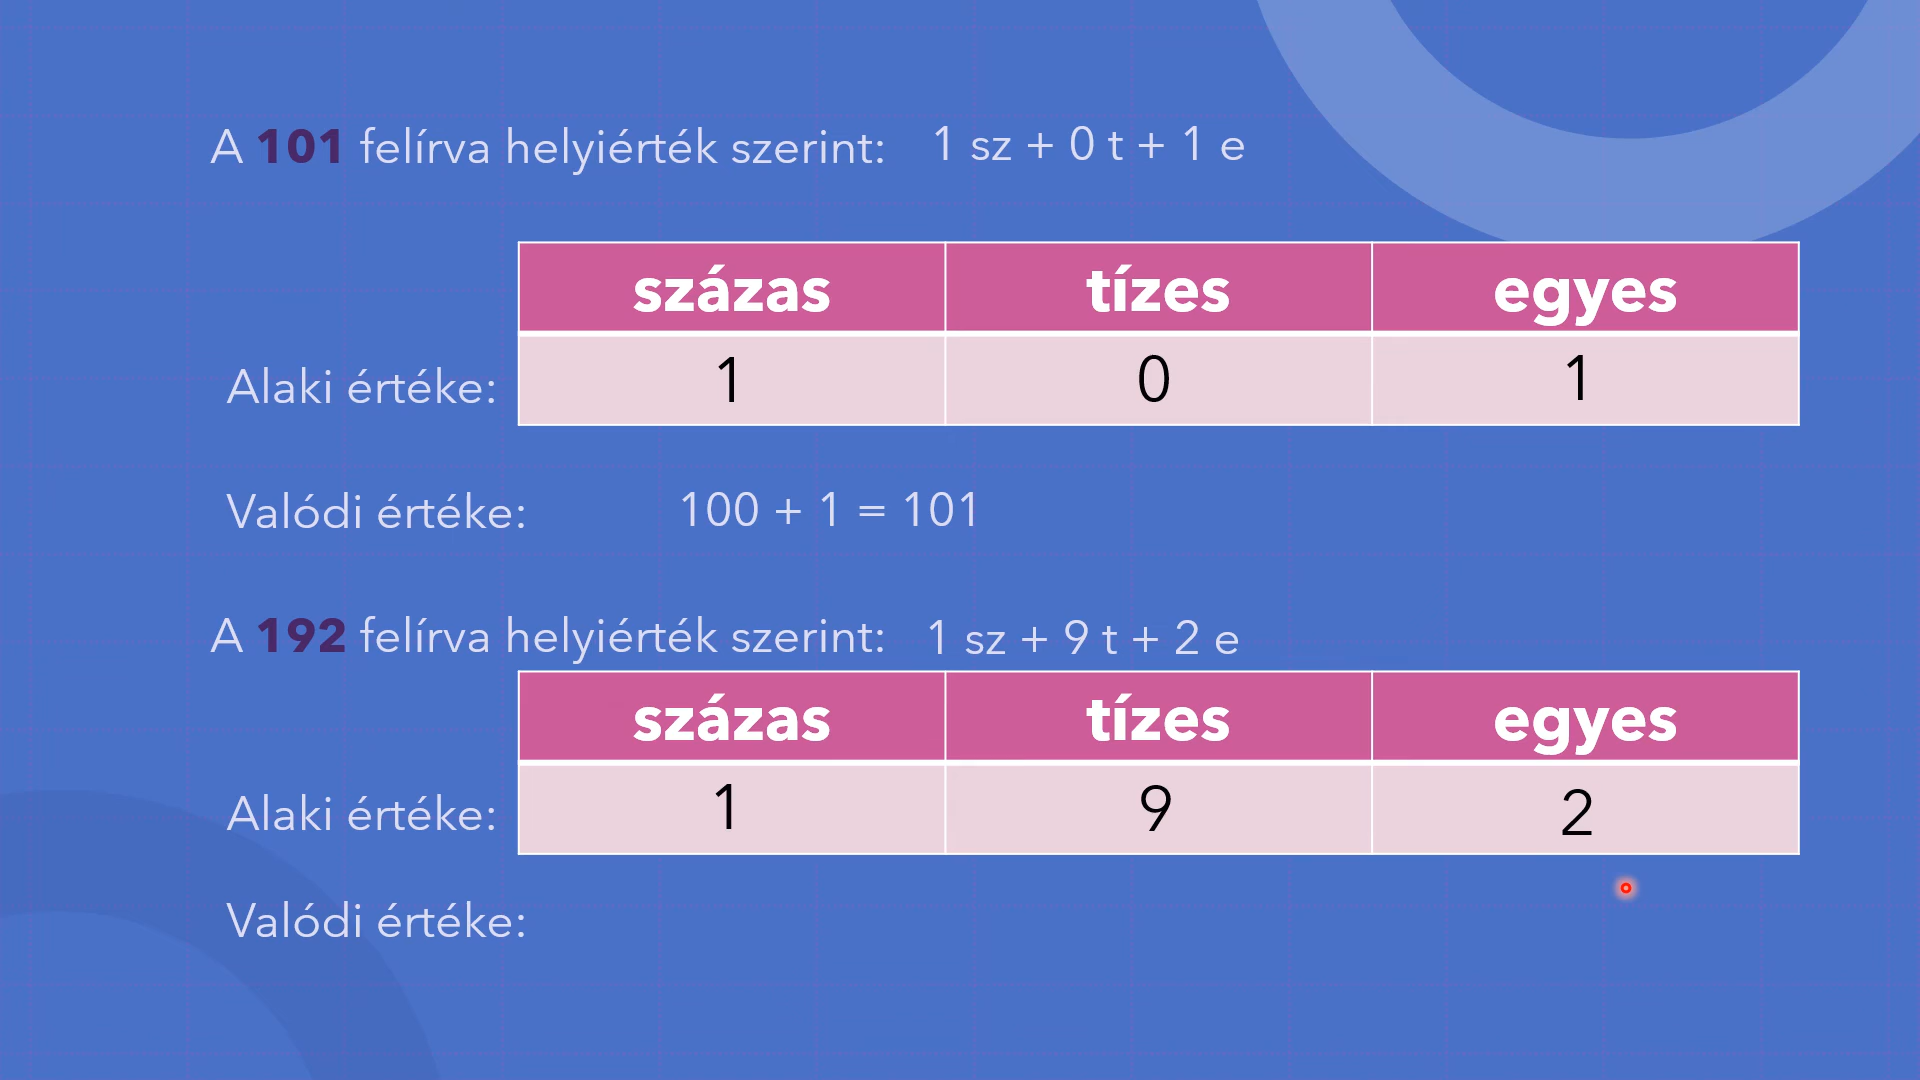 A 101 felírva helyiérték szerint: 1 sz + 0 t + 1 e
százas tízes egyes
Alaki értéke: 1 0 1
Valódi értéke: 100 + 1 = 101
A 192 felírva helyiérték szerint: 1 sz + 9 t + 2 e
százas tízes egyes
Alaki értéke: 1 9 2
Valódi értéke: